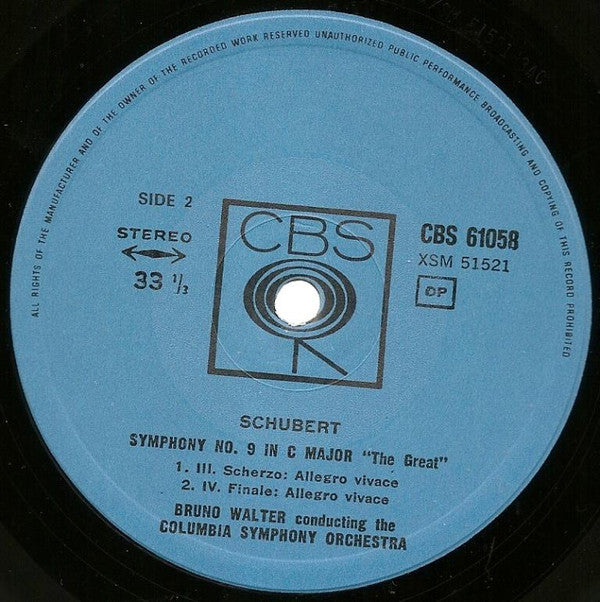 ALL RIGHTS OF THE MANUFACTURER AND OF THE OWNER OF THE RECORDED WORK RESERVED UNAUTHORIZED PUBLIC PERFORMANCE BROADCASTING AND COPYING OF THIS RECORD PROHIBITED
SIDE 2
STEREO
33 1/3
CBS
CBS 61058
XSM 51521
SCHUBERT
SYMPHONY NO. 9 IN C MAJOR "The Great"
1. III. Scherzo: Allegro vivace
2. IV. Finale: Allegro vivace
BRUNO WALTER conducting the
COLUMBIA SYMPHONY ORCHESTRA